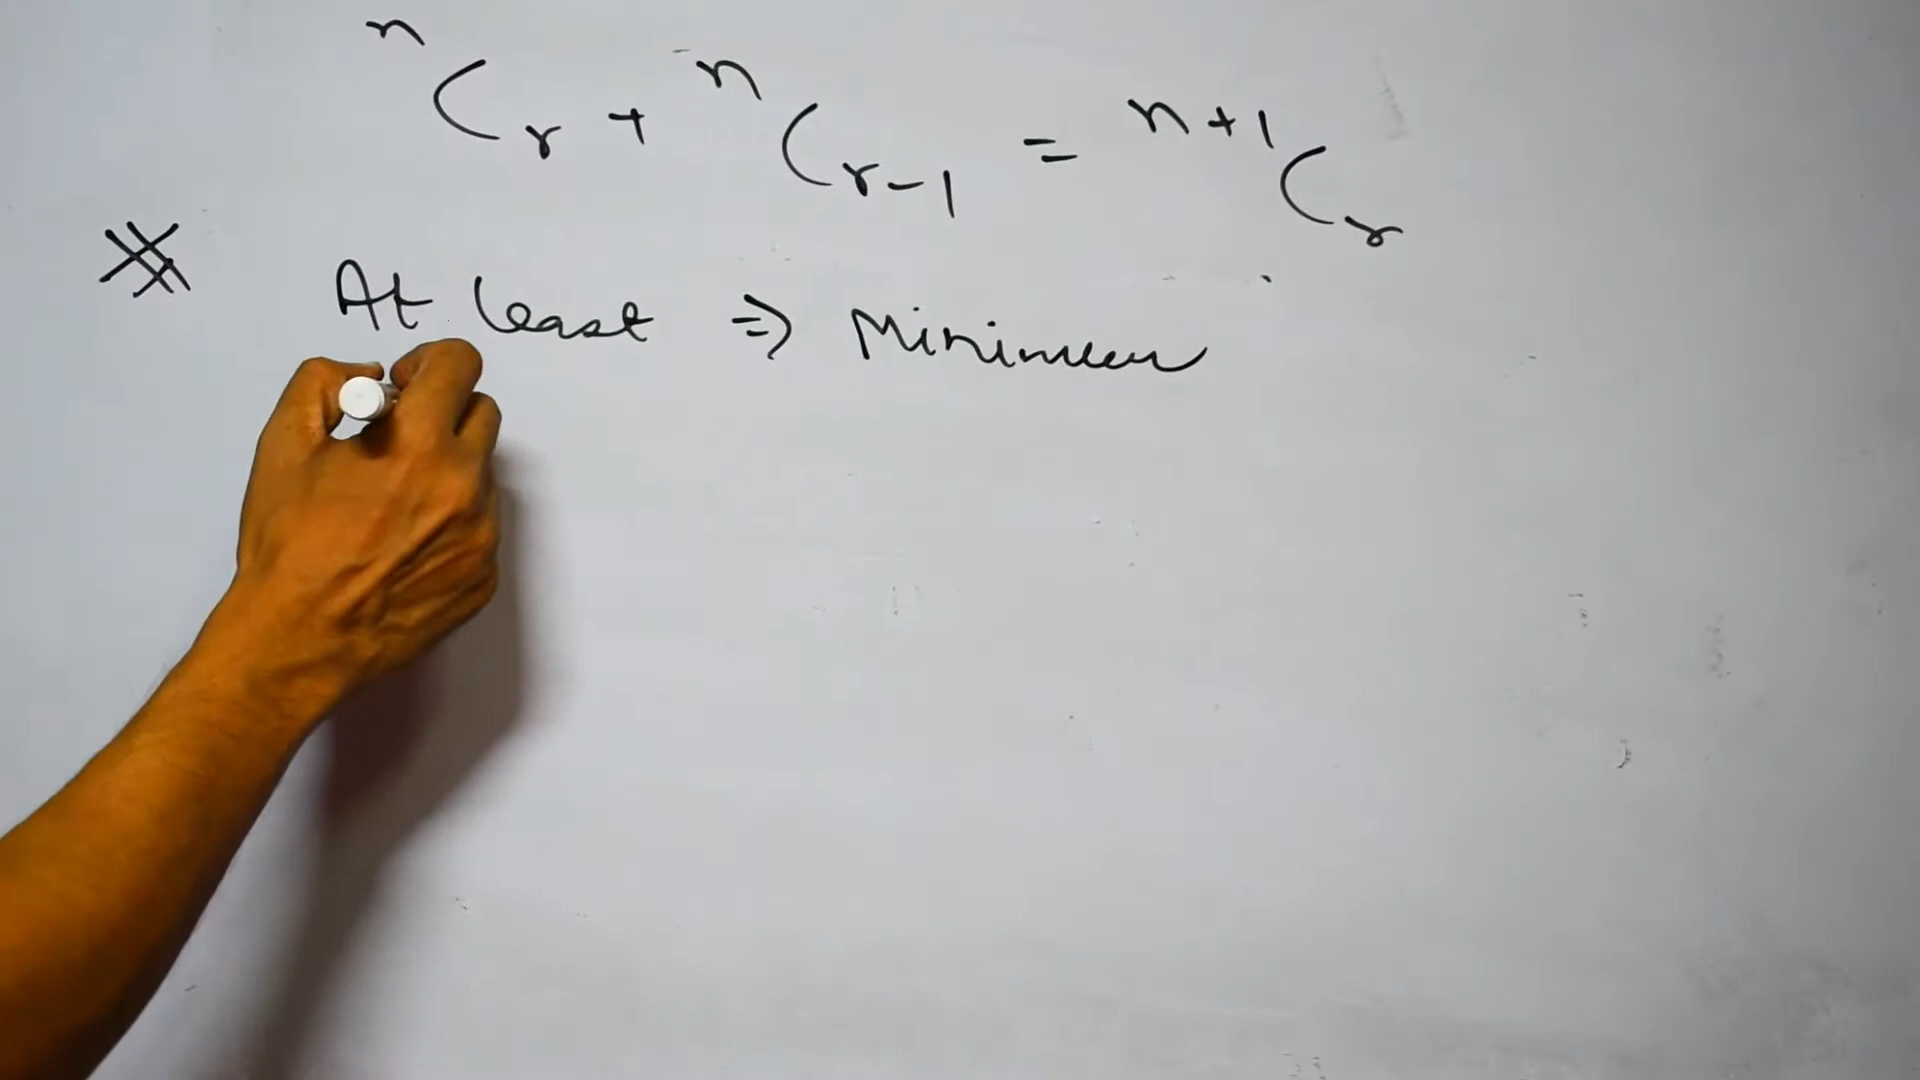 ⁿCᵣ + ⁿCᵣ₋₁ = ⁿ⁺¹Cᵣ
At least ⇒ Minimum